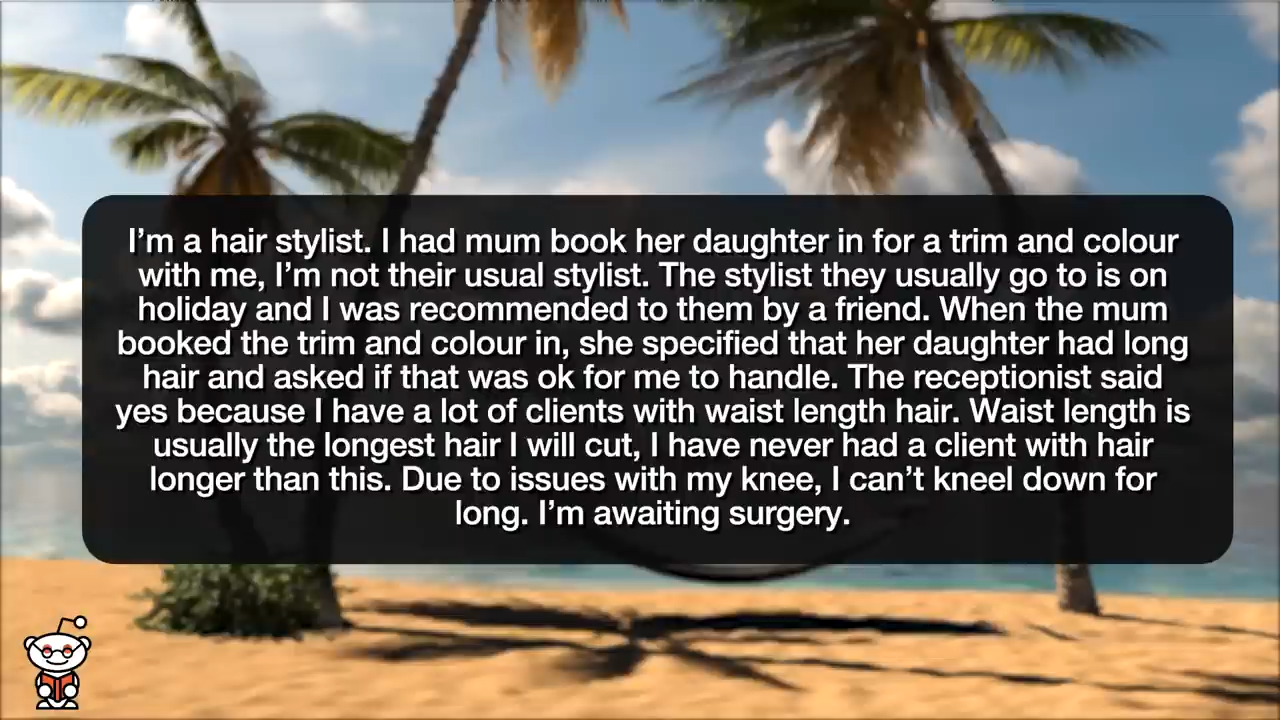 I’m a hair stylist. I had mum book her daughter in for a trim and colour
with me, I’m not their usual stylist. The stylist they usually go to is on
holiday and I was recommended to them by a friend. When the mum
booked the trim and colour in, she specified that her daughter had long
hair and asked if that was ok for me to handle. The receptionist said
yes because I have a lot of clients with waist length hair. Waist length is
usually the longest hair I will cut, I have never had a client with hair
longer than this. Due to issues with my knee, I can’t kneel down for
long. I’m awaiting surgery.